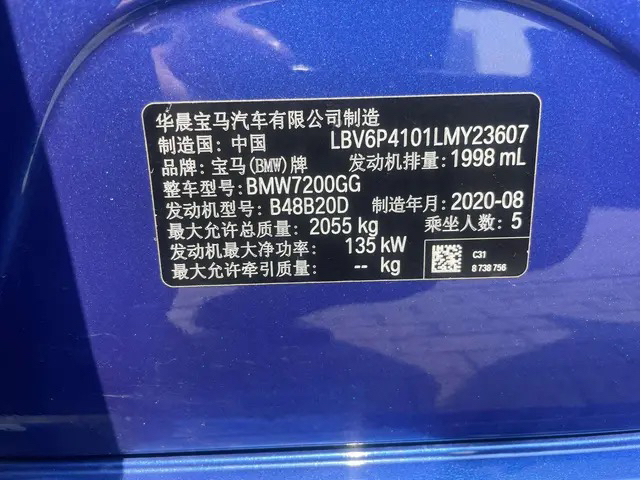 华晨宝马汽车有限公司制造
制造国: 中国 LBV6P4101LMY23607
品牌: 宝马(BMW)牌 发动机排量: 1998 mL
整车型号: BMW7200GG
发动机型号: B48B20D 制造年月: 2020-08
最大允许总质量: 2055 kg 乘坐人数: 5
发动机最大净功率: 135 kW
最大允许牵引质量: -- kg
C31
8 738 756